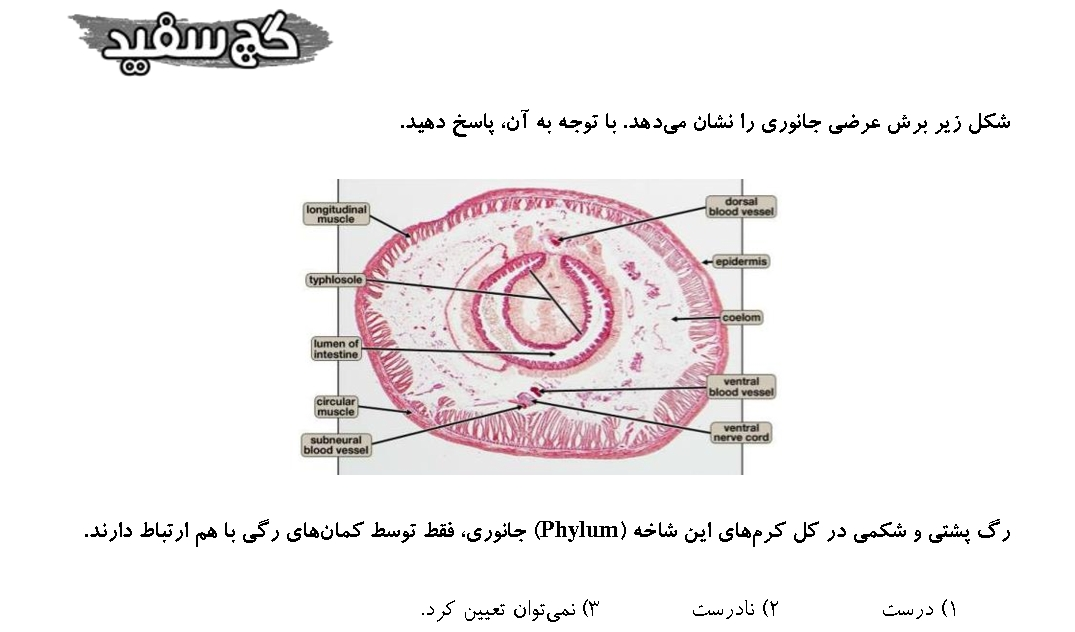 گچ سفید
شکل زیر برش عرضی جانوری را نشان می‌دهد. با توجه به آن، پاسخ دهید.
longitudinal
muscle
typhlosole
lumen of
intestine
circular
muscle
subneural
blood vessel
dorsal
blood vessel
epidermis
coelom
ventral
blood vessel
ventral
nerve cord
رگ پشتی و شکمی در کل کرم‌های این شاخه (Phylum) جانوری، فقط توسط کمان‌های رگی با هم ارتباط دارند.
۱) درست ۲) نادرست ۳) نمی‌توان تعیین کرد.